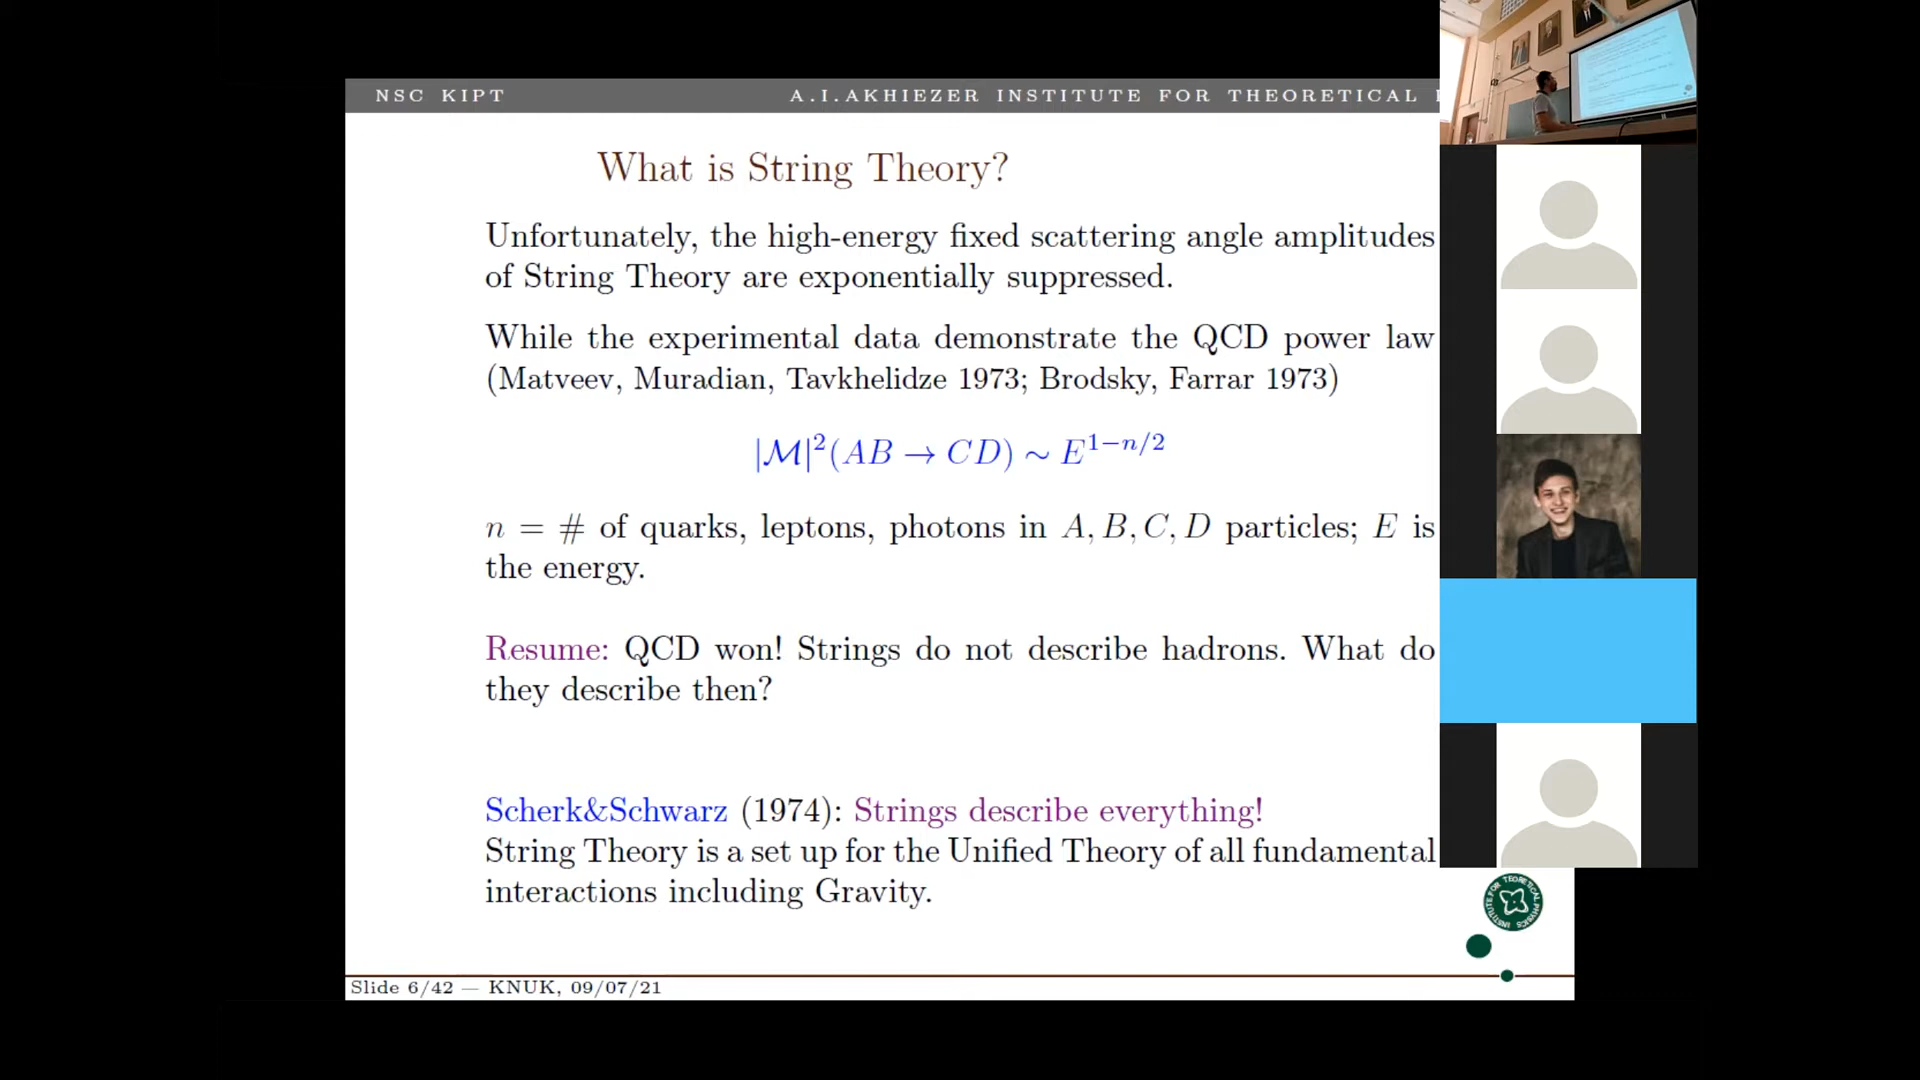 NSC KIPT
A.I.AKHIEZER INSTITUTE FOR THEORETICAL
What is String Theory?
Unfortunately, the high-energy fixed scattering angle amplitudes
of String Theory are exponentially suppressed.
While the experimental data demonstrate the QCD power law
(Matveev, Muradian, Tavkhelidze 1973; Brodsky, Farrar 1973)
|ℳ|²(AB → CD) ∼ E^{1−n/2}
n = # of quarks, leptons, photons in A, B, C, D particles; E is
the energy.
Resume: QCD won! Strings do not describe hadrons. What do
they describe then?
Scherk&Schwarz (1974): Strings describe everything!
String Theory is a set up for the Unified Theory of all fundamental
interactions including Gravity.
INSTITUTE FOR TEORETICAL PHYSICS
Slide 6/42 — KNUK, 09/07/21